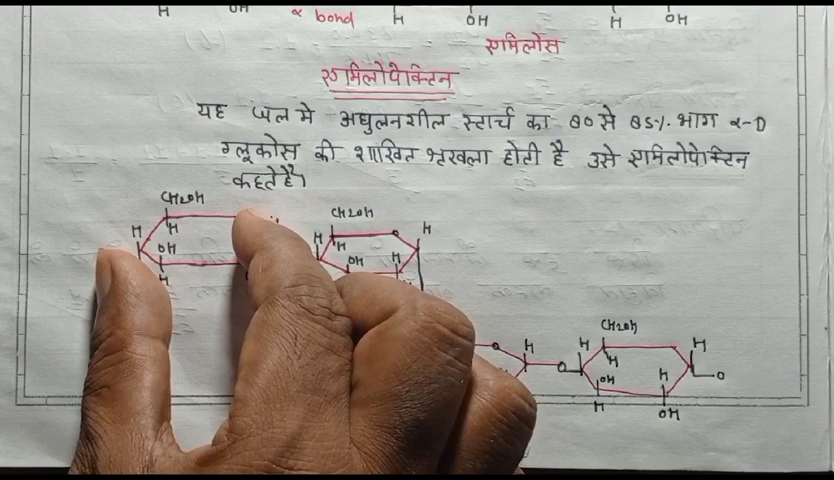 H OH α bond H OH H OH
एमिलोस
एमिलोपेक्टिन
यह जल मे अघुलनशील स्टार्च का 80 से 85% भाग α-D
ग्लूकोस की शाखित श्रृखला होती है उसे एमिलोपेक्टिन
कहते है।
CH2OH CH2OH
H H H H H
OH OH H
H
CH2OH
H O H H H
OH H O
H OH